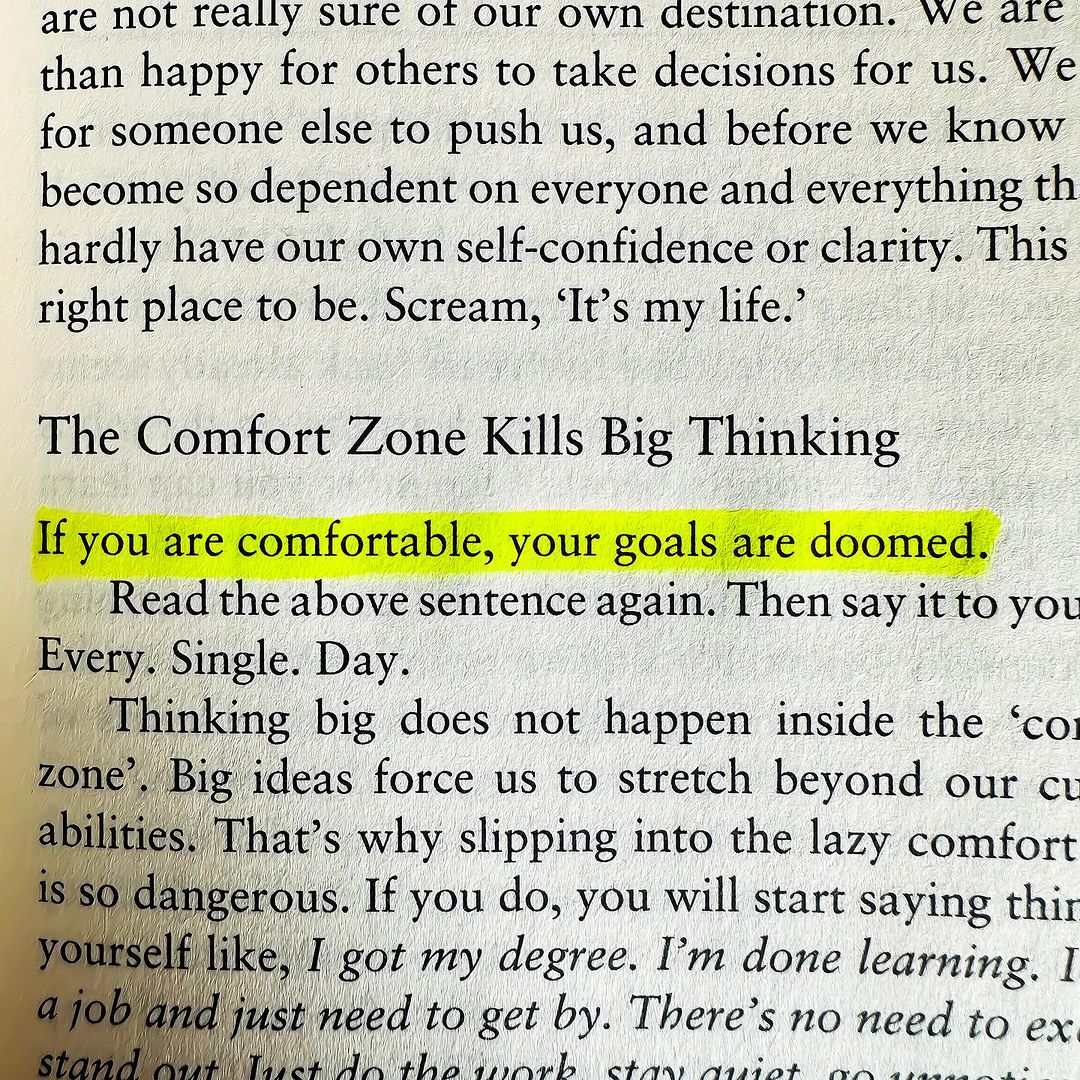 are not really sure of our own destination. We are
than happy for others to take decisions for us. We
for someone else to push us, and before we know
become so dependent on everyone and everything th
hardly have our own self-confidence or clarity. This
right place to be. Scream, ‘It’s my life.’
The Comfort Zone Kills Big Thinking
If you are comfortable, your goals are doomed.
Read the above sentence again. Then say it to you
Every. Single. Day.
Thinking big does not happen inside the ‘co
zone’. Big ideas force us to stretch beyond our cu
abilities. That’s why slipping into the lazy comfort
is so dangerous. If you do, you will start saying thin
yourself like, I got my degree. I’m done learning. I
a job and just need to get by. There’s no need to ex
stand out. Just do the work, stay quiet, go